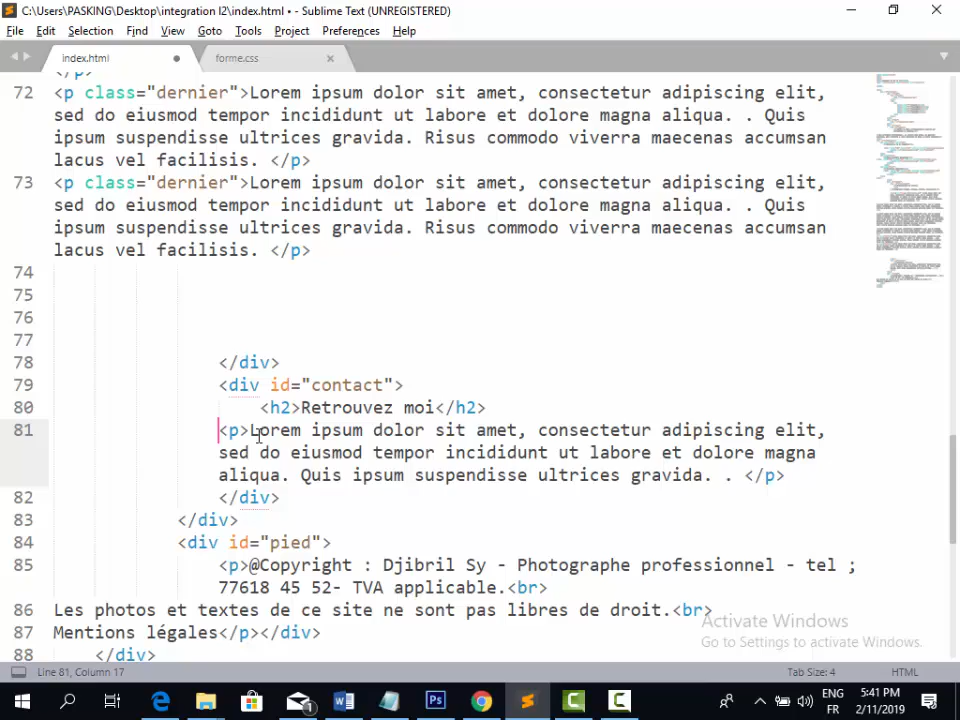 C:\Users\PASKING\Desktop\integration l2\index.html • - Sublime Text (UNREGISTERED)
File Edit Selection Find View Goto Tools Project Preferences Help
index.html forme.css
</p>
72 <p class="dernier">Lorem ipsum dolor sit amet, consectetur adipiscing elit,
sed do eiusmod tempor incididunt ut labore et dolore magna aliqua. . Quis
ipsum suspendisse ultrices gravida. Risus commodo viverra maecenas accumsan
lacus vel facilisis. </p>
73 <p class="dernier">Lorem ipsum dolor sit amet, consectetur adipiscing elit,
sed do eiusmod tempor incididunt ut labore et dolore magna aliqua. . Quis
ipsum suspendisse ultrices gravida. Risus commodo viverra maecenas accumsan
lacus vel facilisis. </p>
74
75
76
77
78 </div>
79 <div id="contact">
80 <h2>Retrouvez moi</h2>
81 <p>Lorem ipsum dolor sit amet, consectetur adipiscing elit,
sed do eiusmod tempor incididunt ut labore et dolore magna
aliqua. Quis ipsum suspendisse ultrices gravida. . </p>
82 </div>
83 </div>
84 <div id="pied">
85 <p>@Copyright : Djibril Sy - Photographe professionnel - tel ;
77618 45 52- TVA applicable.<br>
86 Les photos et textes de ce site ne sont pas libres de droit.<br>
87 Mentions légales</p></div>
88 </div>
Activate Windows
Go to Settings to activate Windows.
Line 81, Column 17 Tab Size: 4 HTML
ENG 5:41 PM
FR 2/11/2019